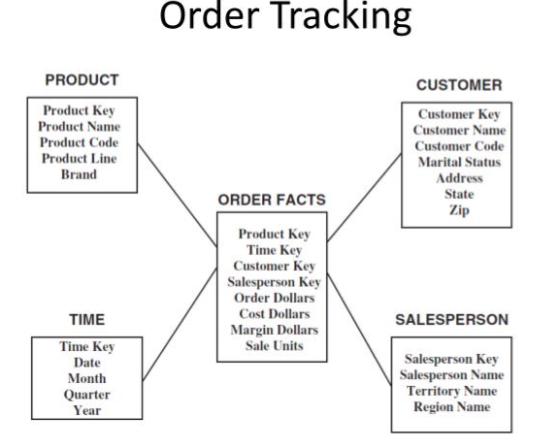 Order Tracking
PRODUCT
Product Key
Product Name
Product Code
Product Line
Brand
CUSTOMER
Customer Key
Customer Name
Customer Code
Marital Status
Address
State
Zip
ORDER FACTS
Product Key
Time Key
Customer Key
Salesperson Key
Order Dollars
Cost Dollars
Margin Dollars
Sale Units
TIME
Time Key
Date
Month
Quarter
Year
SALESPERSON
Salesperson Key
Salesperson Name
Territory Name
Region Name